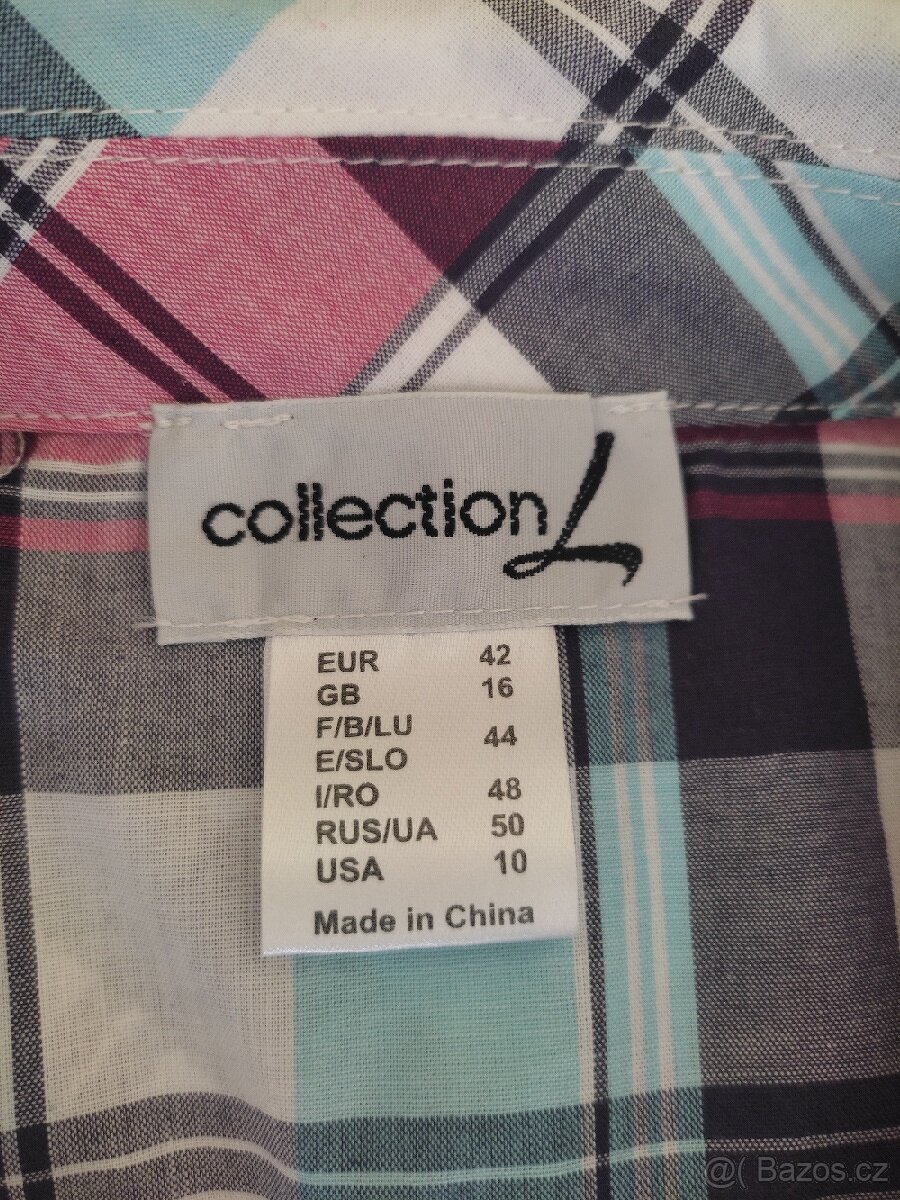 collection L
EUR 42
GB 16
F/B/LU
E/SLO 44
I/RO 48
RUS/UA 50
USA 10
Made in China
@( Bazos.cz